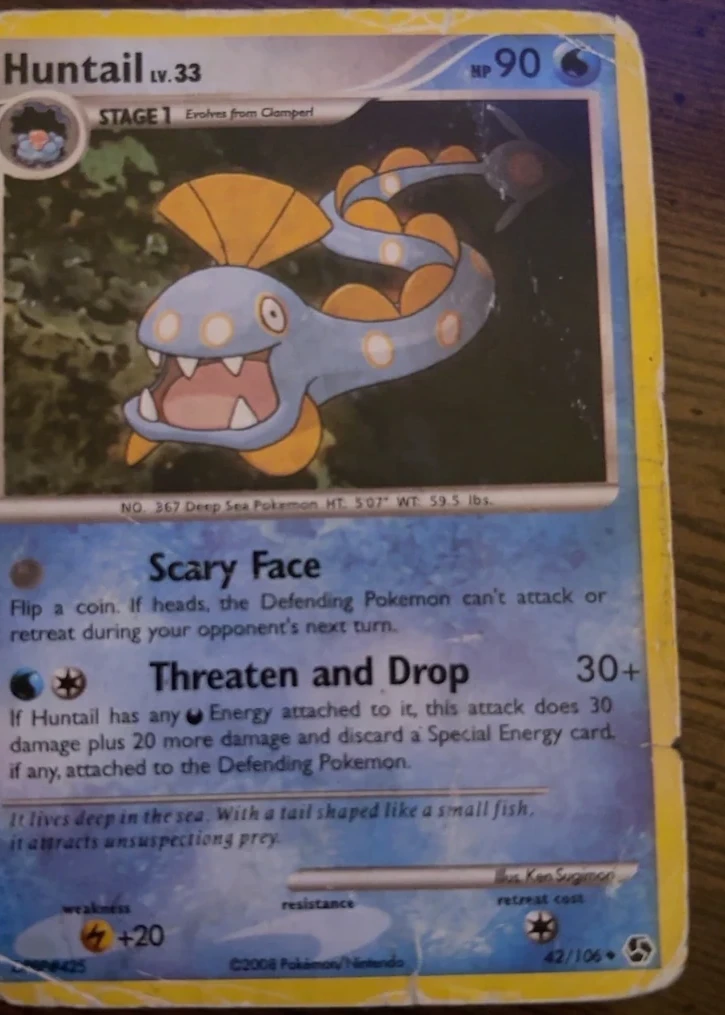 Huntail LV.33 HP 90
STAGE 1 Evolves from Clamperl
NO. 367 Deep Sea Pokemon HT: 5'07" WT: 59.5 lbs.
Scary Face
Flip a coin. If heads, the Defending Pokemon can't attack or
retreat during your opponent's next turn.
Threaten and Drop 30+
If Huntail has any Energy attached to it, this attack does 30
damage plus 20 more damage and discard a Special Energy card,
if any, attached to the Defending Pokemon.
It lives deep in the sea. With a tail shaped like a small fish,
it attracts unsuspectiong prey.
Illus. Ken Sugimori
weakness resistance retreat cost
+20
©2008 Pokémon/Nintendo 42/106